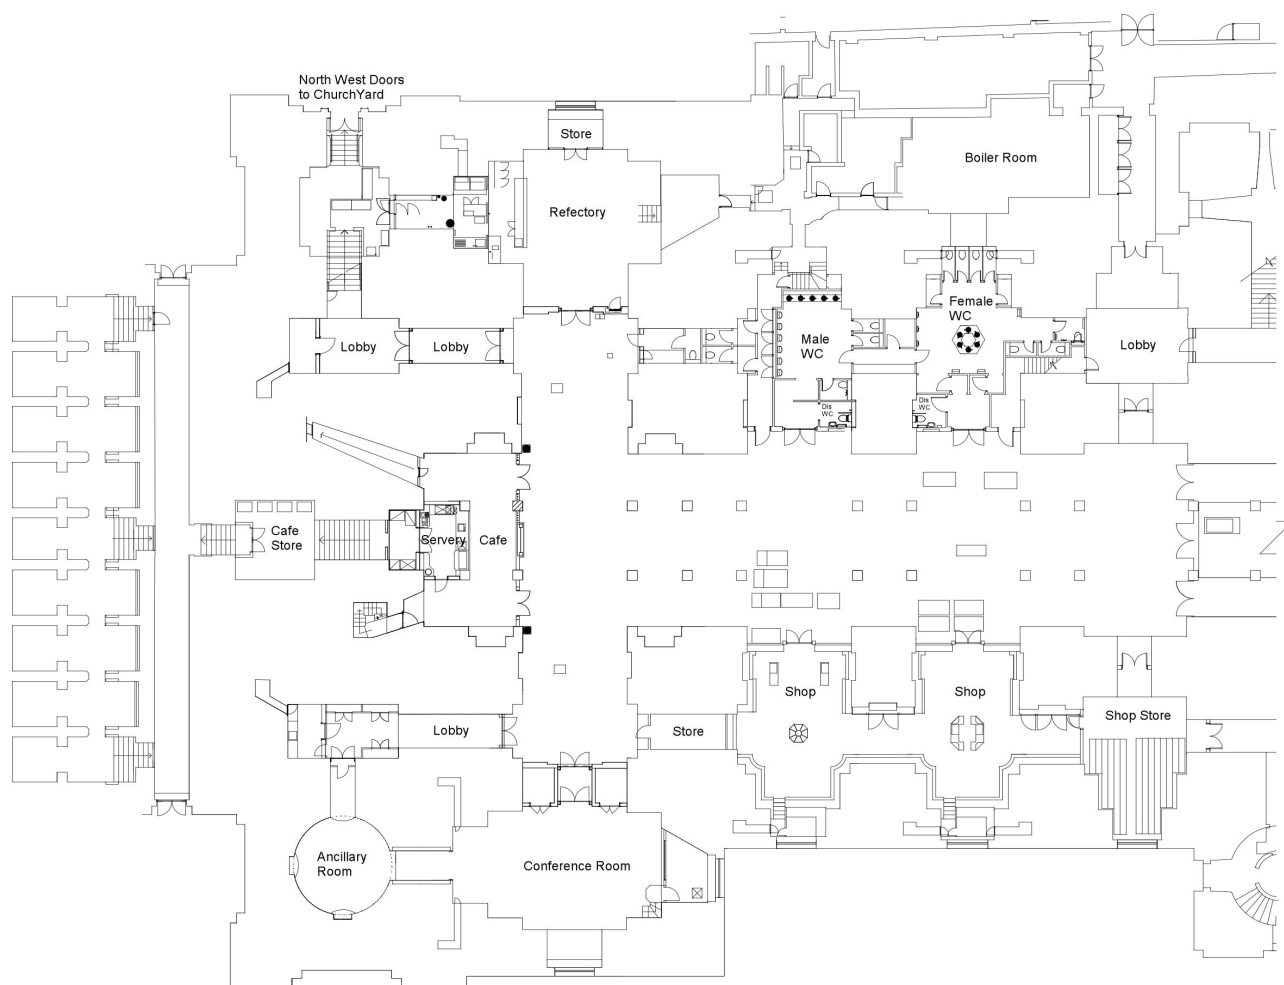 North West Doors
to ChurchYard
Store
Boiler Room
Refectory
Female
WC
Male
WC
Lobby
Lobby
Lobby
Dis
WC
Dis
WC
Cafe
Store
Servery
Cafe
Shop
Shop
Shop Store
Lobby
Store
Ancillary
Room
Conference Room